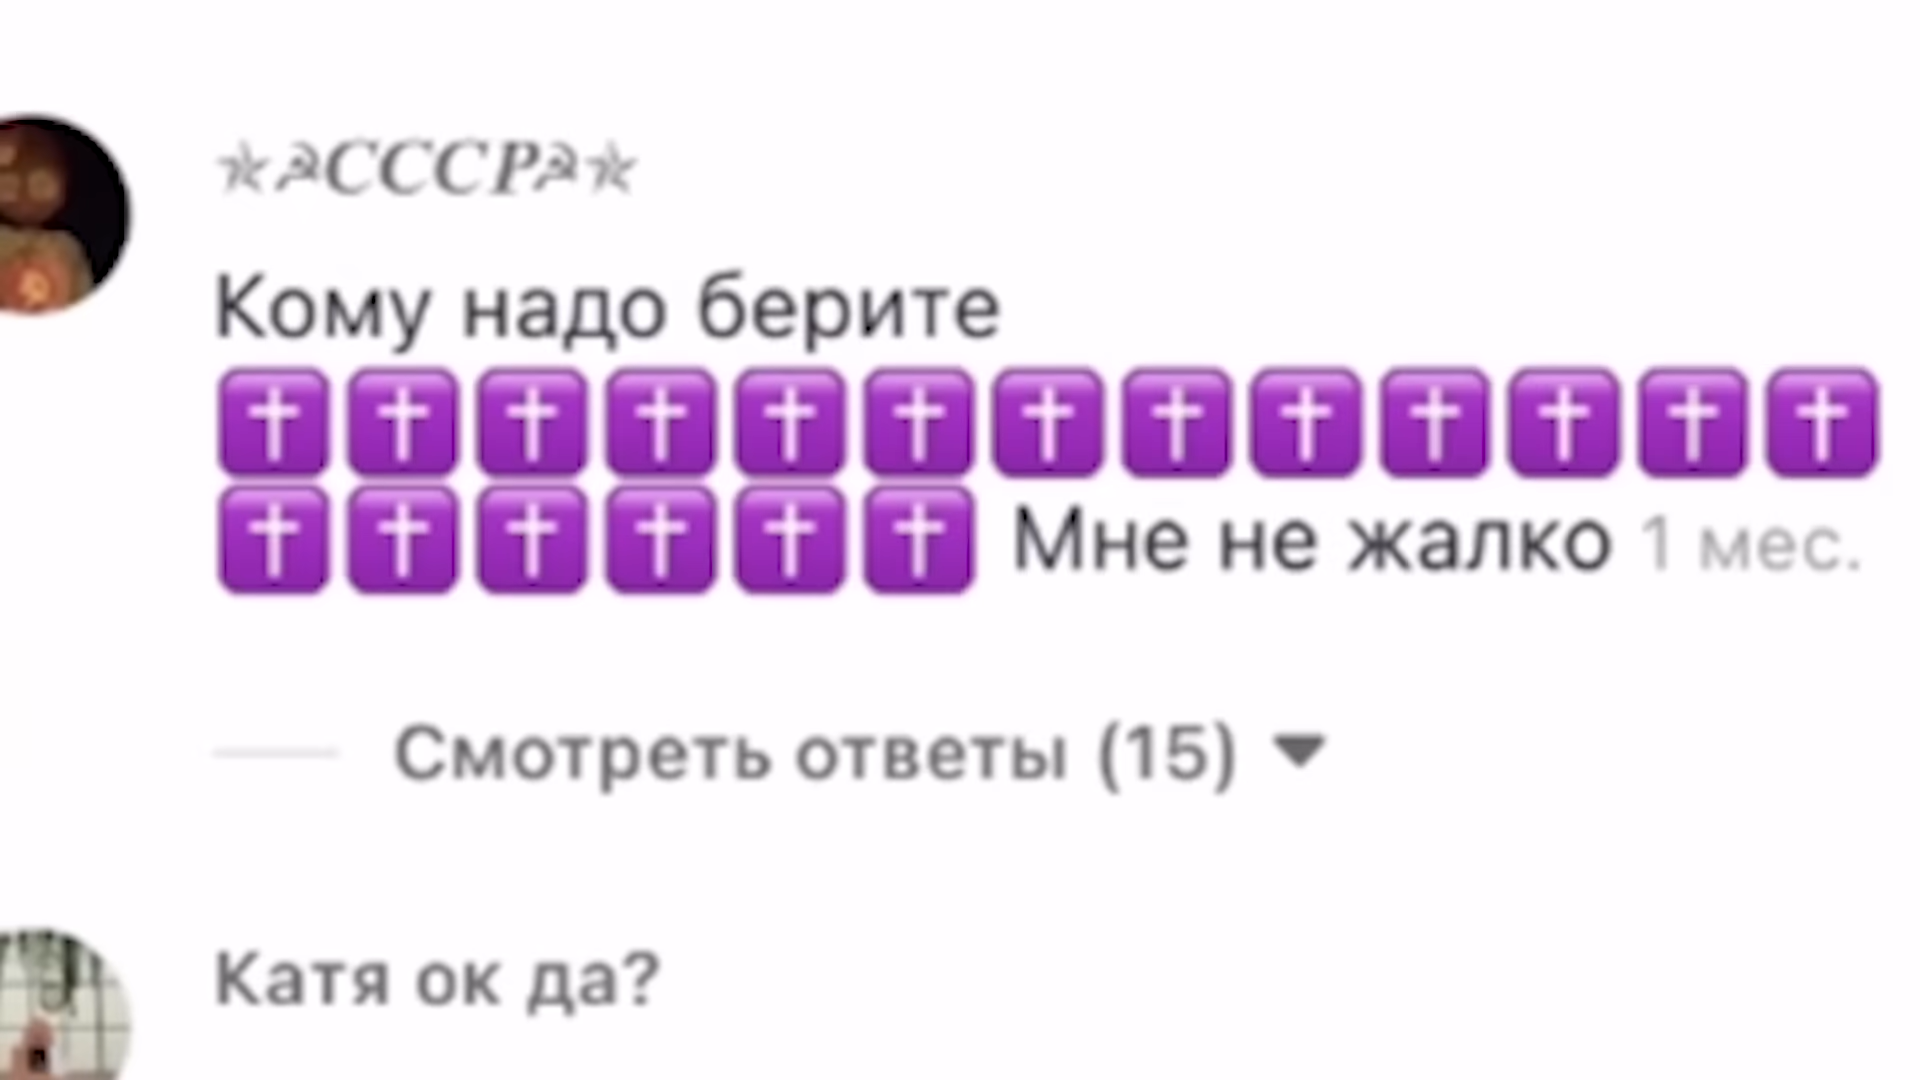 ✯☭СССР☭✯
Кому надо берите
✝️✝️✝️✝️✝️✝️✝️✝️✝️✝️✝️✝️✝️
✝️✝️✝️✝️✝️✝️ Мне не жалко 1 мес.
Смотреть ответы (15) ▼
Катя ок да?